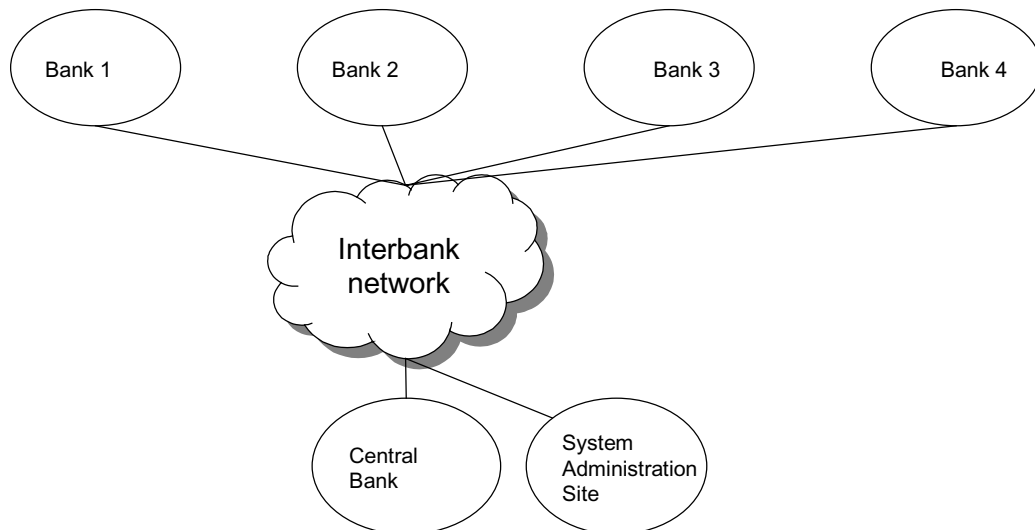 Bank 1
Bank 2
Bank 3
Bank 4
Interbank
network
Central
Bank
System
Administration
Site